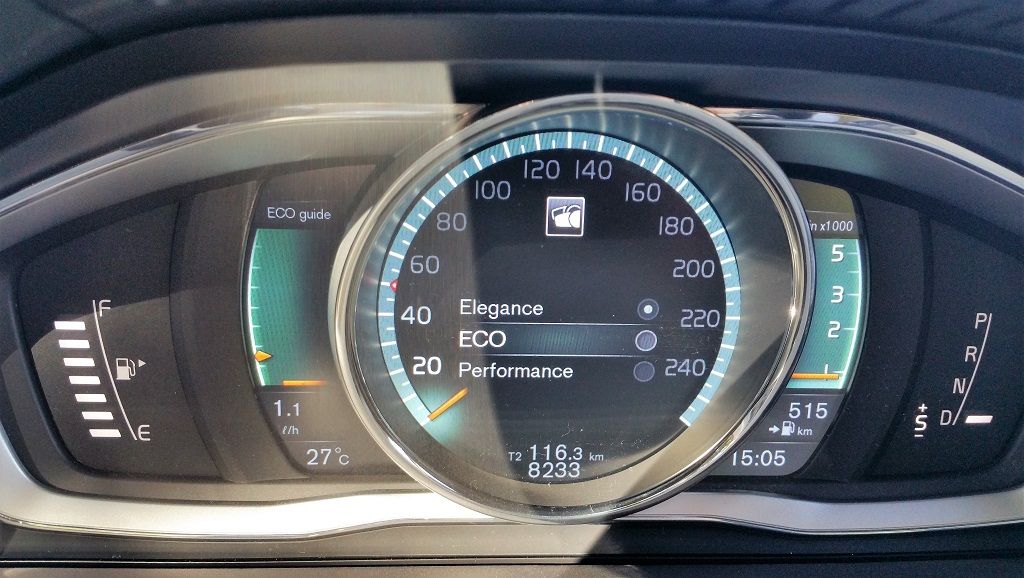 120 140
100 160
80 180
60 200
40 220
20 240
ECO guide
n x1000
5
3
2
1
F
E
Elegance
ECO
Performance
P
R
N
D
+
S
-
1.1
ℓ/h
27°C
T2 116.3 km
8233
515
km
15:05